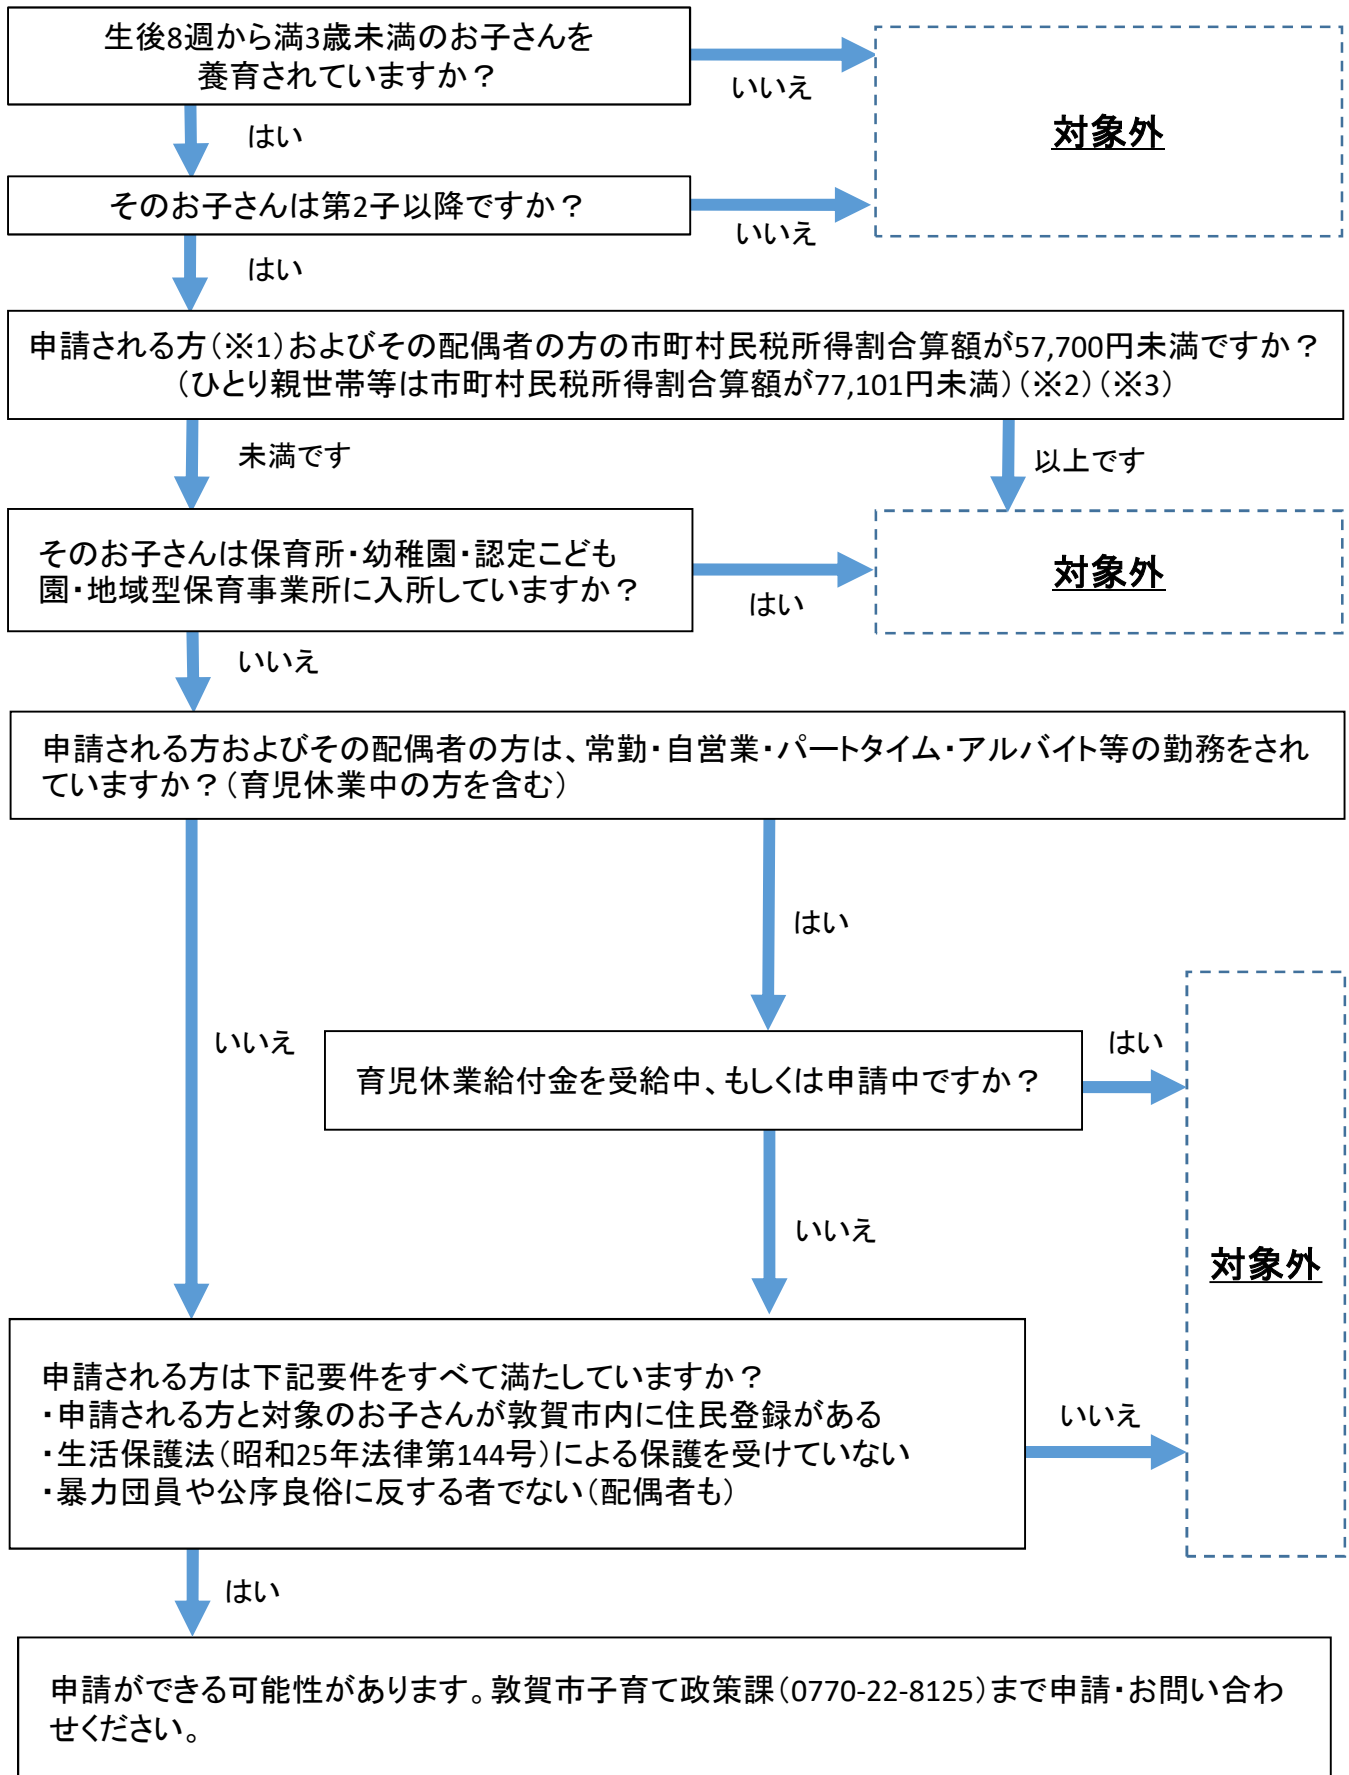 生後8週から満3歳未満のお子さんを
養育されていますか？
いいえ
対象外
はい
そのお子さんは第2子以降ですか？
いいえ
はい
申請される方（※1）およびその配偶者の方の市町村民税所得割合算額が57,700円未満ですか？
（ひとり親世帯等は市町村民税所得割合算額が77,101円未満）（※2）（※3）
未満です
以上です
そのお子さんは保育所・幼稚園・認定こども
園・地域型保育事業所に入所していますか？
はい
対象外
いいえ
申請される方およびその配偶者の方は、常勤・自営業・パートタイム・アルバイト等の勤務をされ
ていますか？（育児休業中の方を含む）
はい
いいえ
育児休業給付金を受給中、もしくは申請中ですか？
はい
いいえ
対象外
申請される方は下記要件をすべて満たしていますか？
・申請される方と対象のお子さんが敦賀市内に住民登録がある
・生活保護法（昭和25年法律第144号）による保護を受けていない
・暴力団員や公序良俗に反する者でない（配偶者も）
いいえ
はい
申請ができる可能性があります。敦賀市子育て政策課（0770-22-8125）まで申請・お問い合わ
せください。